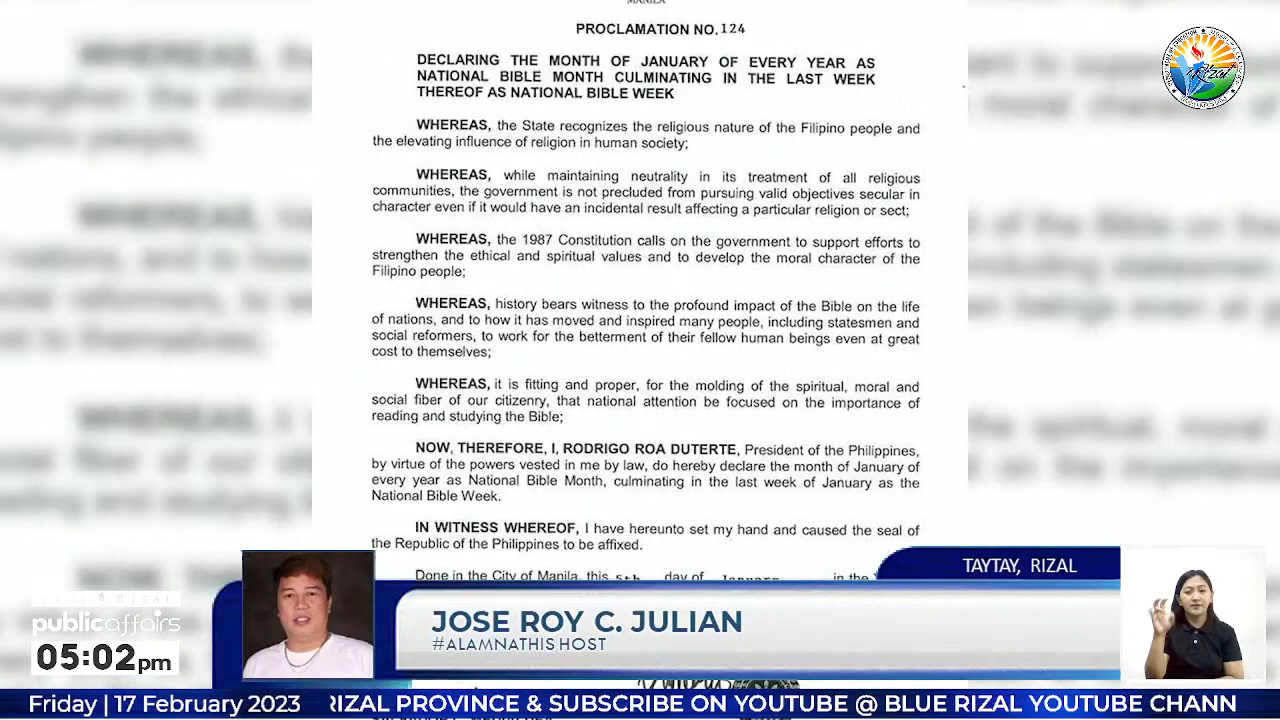 MANILA
PROCLAMATION NO. 124
DECLARING THE MONTH OF JANUARY OF EVERY YEAR AS
NATIONAL BIBLE MONTH CULMINATING IN THE LAST WEEK
THEREOF AS NATIONAL BIBLE WEEK
WHEREAS, the State recognizes the religious nature of the Filipino people and
the elevating influence of religion in human society;
WHEREAS, while maintaining neutrality in its treatment of all religious
communities, the government is not precluded from pursuing valid objectives secular in
character even if it would have an incidental result affecting a particular religion or sect;
WHEREAS, the 1987 Constitution calls on the government to support efforts to
strengthen the ethical and spiritual values and to develop the moral character of the
Filipino people;
WHEREAS, history bears witness to the profound impact of the Bible on the life
of nations, and to how it has moved and inspired many people, including statesmen and
social reformers, to work for the betterment of their fellow human beings even at great
cost to themselves;
WHEREAS, it is fitting and proper, for the molding of the spiritual, moral and
social fiber of our citizenry, that national attention be focused on the importance of
reading and studying the Bible;
NOW, THEREFORE, I, RODRIGO ROA DUTERTE, President of the Philippines,
by virtue of the powers vested in me by law, do hereby declare the month of January of
every year as National Bible Month, culminating in the last week of January as the
National Bible Week.
IN WITNESS WHEREOF, I have hereunto set my hand and caused the seal of
the Republic of the Philippines to be affixed.
Done in the City of Manila, this 5th day of January in the
Rizal
TAYTAY, RIZAL
JOSE ROY C. JULIAN
#ALAMNATHIS HOST
public affairs
05:02pm
Friday | 17 February 2023
RIZAL PROVINCE & SUBSCRIBE ON YOUTUBE @ BLUE RIZAL YOUTUBE CHANN